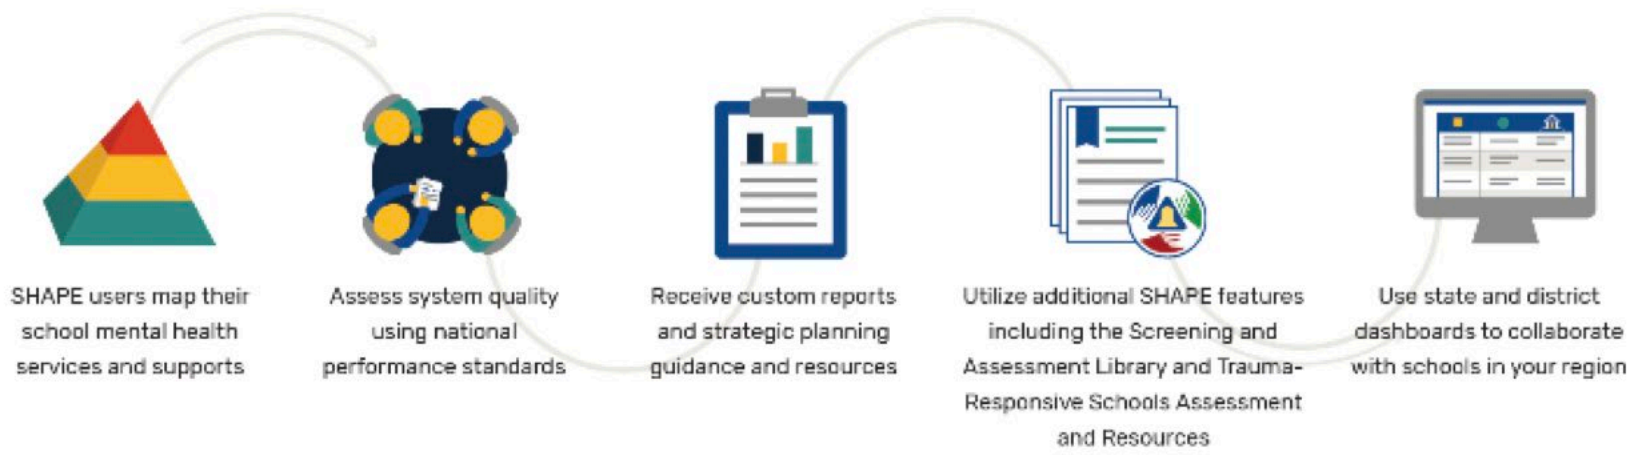 SHAPE users map their
school mental health
services and supports
Assess system quality
using national
performance standards
Receive custom reports
and strategic planning
guidance and resources
Utilize additional SHAPE features
including the Screening and
Assessment Library and Trauma-
Responsive Schools Assessment
and Resources
Use state and district
dashboards to collaborate
with schools in your region